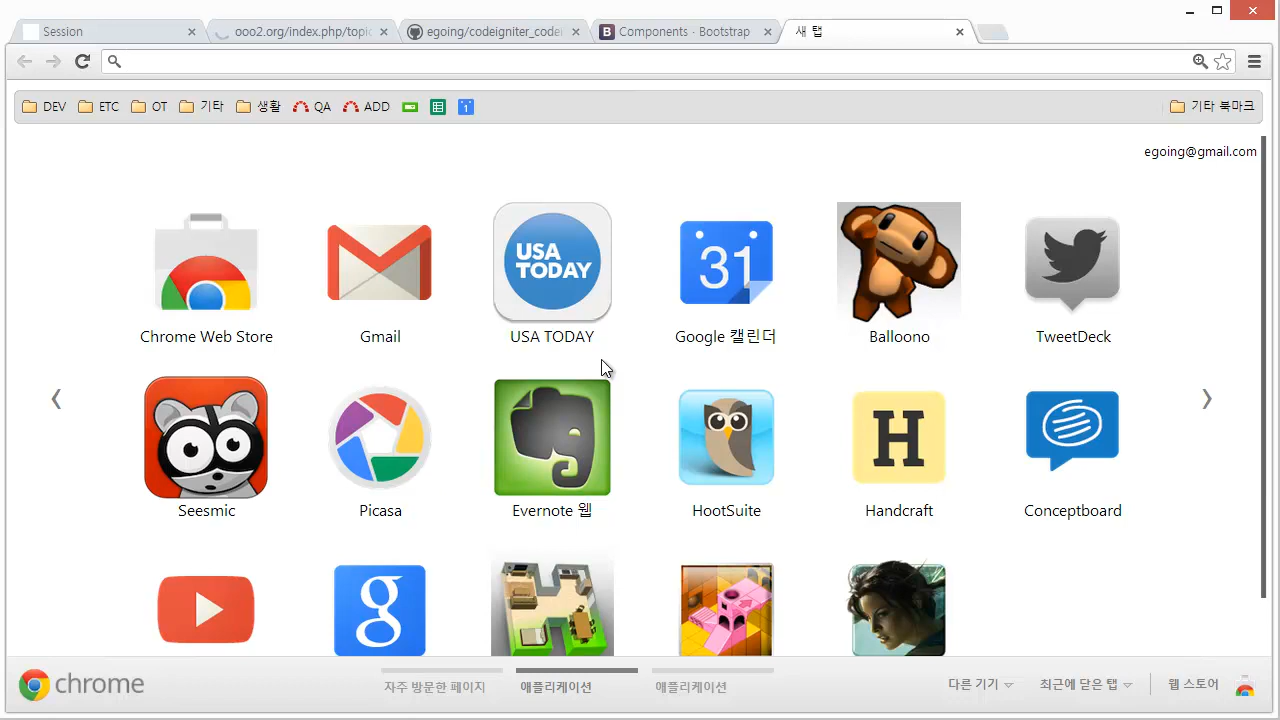 Session
ooo2.org/index.php/topic
egoing/codeigniter_codei
B Components · Bootstrap
새 탭
DEV ETC OT 기타 생활 QA ADD 1 기타 북마크
egoing@gmail.com
USA
TODAY
31
Chrome Web Store Gmail USA TODAY Google 캘린더 Balloono TweetDeck
H
Seesmic Picasa Evernote 웹 HootSuite Handcraft Conceptboard
g
chrome 자주 방문한 페이지 애플리케이션 애플리케이션 다른 기기 최근에 닫은 탭 웹 스토어